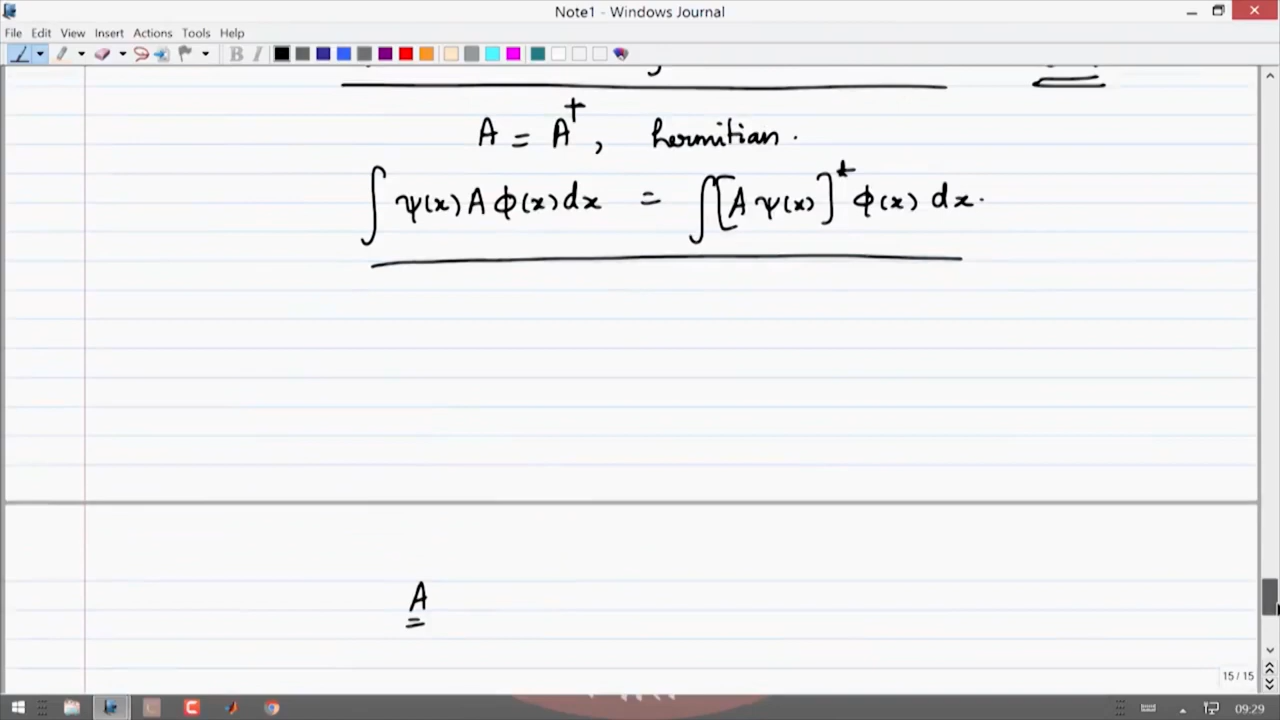 Note1 - Windows Journal
File Edit View Insert Actions Tools Help
B I
A = A†, hermitian.
∫ ψ(x) A ϕ(x) dx = ∫ [A ψ(x)]* ϕ(x) dx.
A
15 / 15
09:29